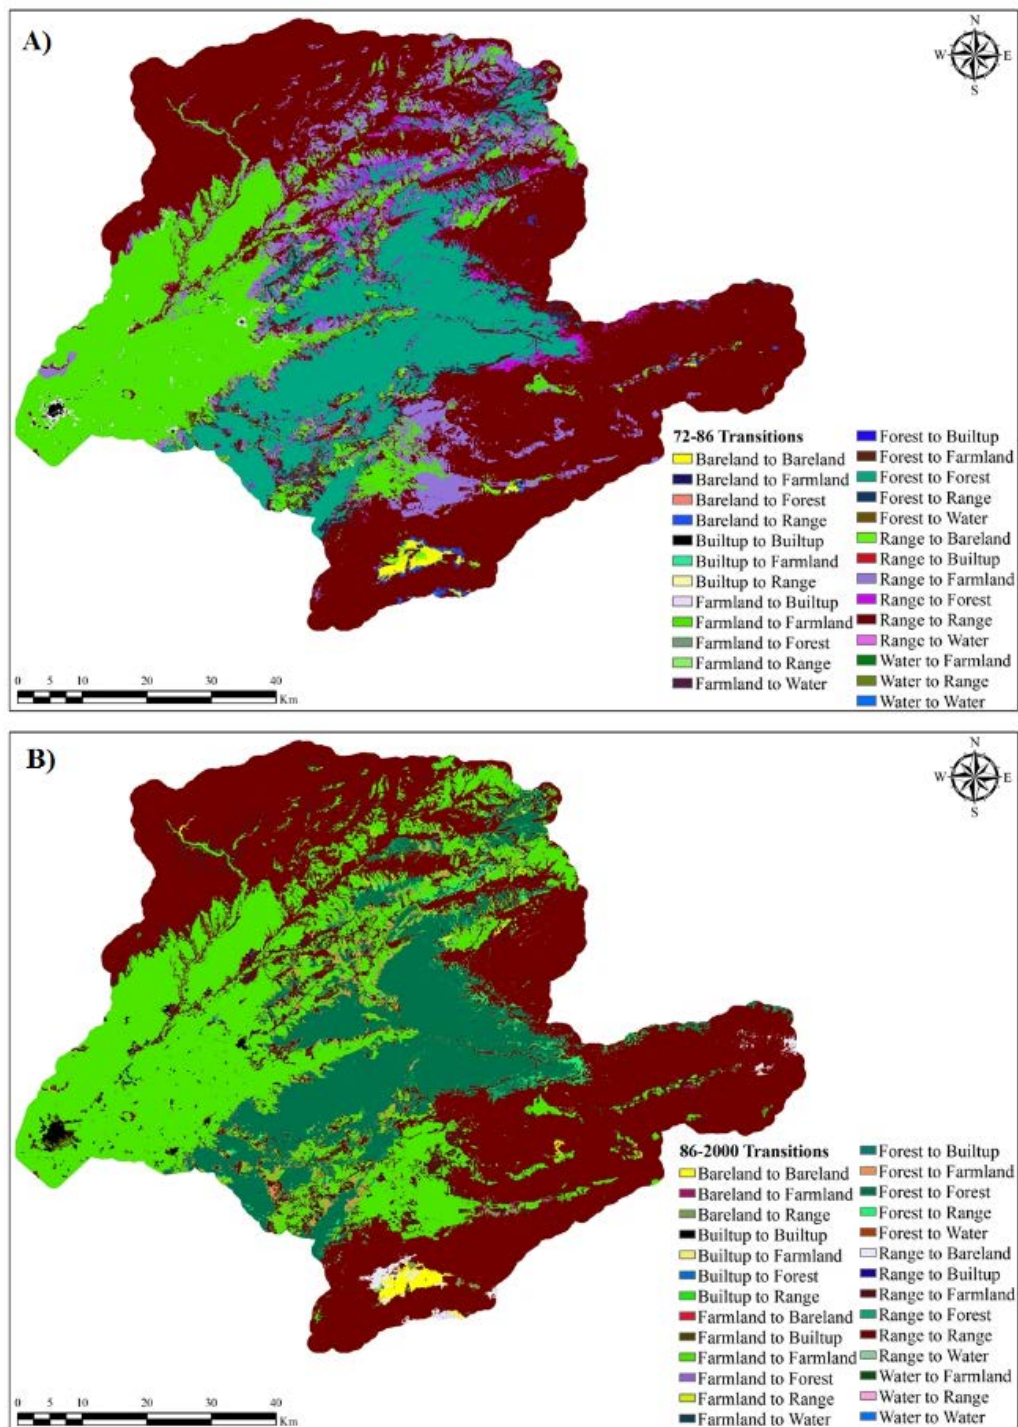 A)
N
W E
S
72-86 Transitions
Bareland to Bareland
Bareland to Farmland
Bareland to Forest
Bareland to Range
Builtup to Builtup
Builtup to Farmland
Builtup to Range
Farmland to Builtup
Farmland to Farmland
Farmland to Forest
Farmland to Range
Farmland to Water
Forest to Builtup
Forest to Farmland
Forest to Forest
Forest to Range
Forest to Water
Range to Bareland
Range to Builtup
Range to Farmland
Range to Forest
Range to Range
Range to Water
Water to Farmland
Water to Range
Water to Water
0 5 10 20 30 40
Km
B)
N
W E
S
86-2000 Transitions
Bareland to Bareland
Bareland to Farmland
Bareland to Range
Builtup to Builtup
Builtup to Farmland
Builtup to Forest
Builtup to Range
Farmland to Bareland
Farmland to Builtup
Farmland to Farmland
Farmland to Forest
Farmland to Range
Farmland to Water
Forest to Builtup
Forest to Farmland
Forest to Forest
Forest to Range
Forest to Water
Range to Bareland
Range to Builtup
Range to Farmland
Range to Forest
Range to Range
Range to Water
Water to Farmland
Water to Range
Water to Water
0 5 10 20 30 40
Km